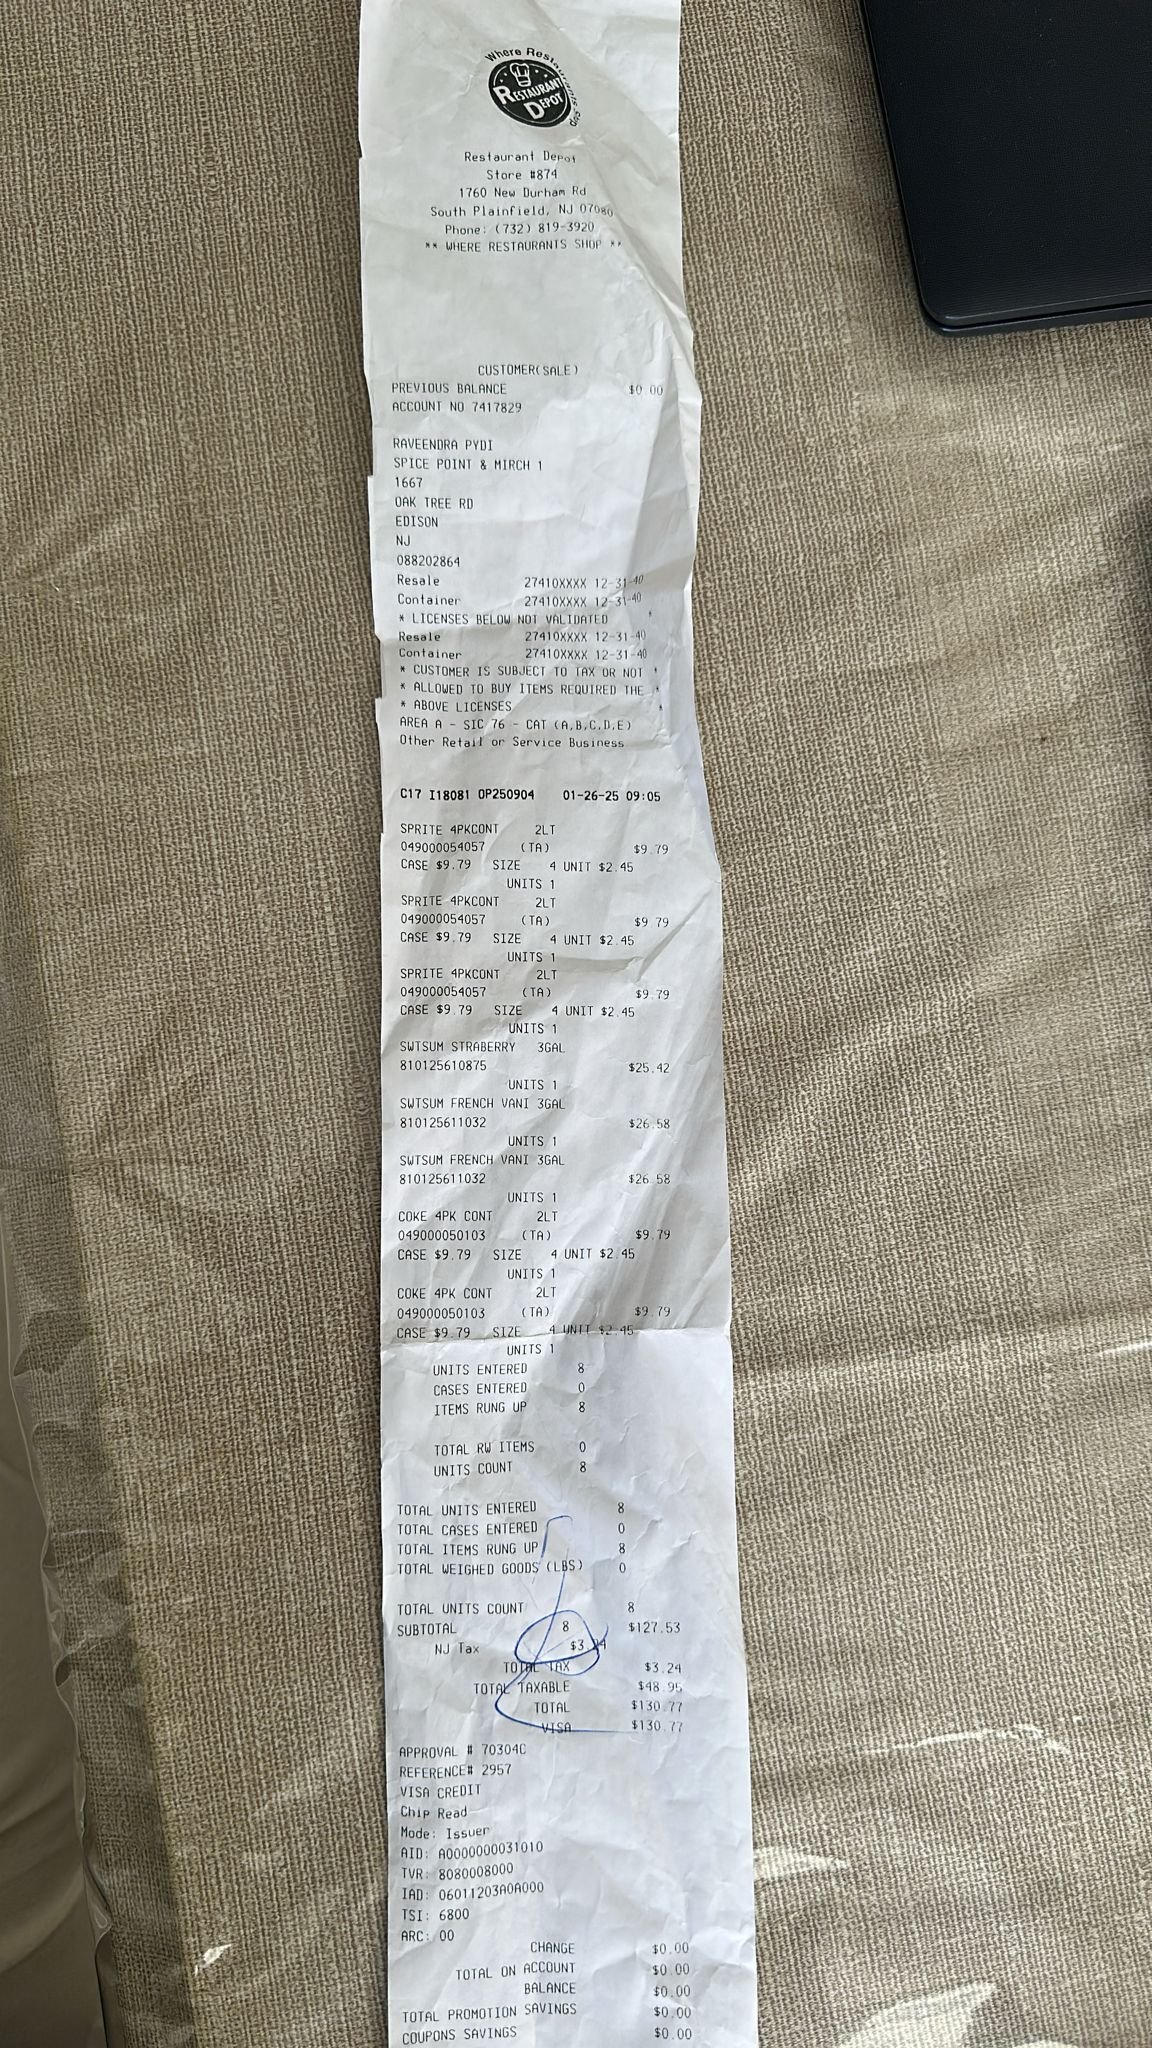 Where Restaurants
RESTAURANT
DEPOT
Restaurant Depot
Store #874
1760 New Durham Rd
South Plainfield, NJ 07080
Phone: (732) 819-3920
** WHERE RESTAURANTS SHOP **
CUSTOMER(SALE)
PREVIOUS BALANCE $0.00
ACCOUNT NO 7417829
RAVEENDRA PYDI
SPICE POINT & MIRCH 1
1667
OAK TREE RD
EDISON
NJ
088202864
Resale 27410XXXX 12-31-40
Container 27410XXXX 12-31-40
* LICENSES BELOW NOT VALIDATED *
Resale 27410XXXX 12-31-40
Container 27410XXXX 12-31-40
* CUSTOMER IS SUBJECT TO TAX OR NOT *
* ALLOWED TO BUY ITEMS REQUIRED THE *
* ABOVE LICENSES *
AREA A - SIC 76 - CAT (A,B,C,D,E)
Other Retail or Service Business
C17 I18081 OP250904 01-26-25 09:05
SPRITE 4PKCONT 2LT
049000054057 (TA) $9.79
CASE $9.79 SIZE 4 UNIT $2.45
UNITS 1
SPRITE 4PKCONT 2LT
049000054057 (TA) $9.79
CASE $9.79 SIZE 4 UNIT $2.45
UNITS 1
SPRITE 4PKCONT 2LT
049000054057 (TA) $9.79
CASE $9.79 SIZE 4 UNIT $2.45
UNITS 1
SWTSUM STRABERRY 3GAL
810125610875 $25.42
UNITS 1
SWTSUM FRENCH VANI 3GAL
810125611032 $26.58
UNITS 1
SWTSUM FRENCH VANI 3GAL
810125611032 $26.58
UNITS 1
COKE 4PK CONT 2LT
049000050103 (TA) $9.79
CASE $9.79 SIZE 4 UNIT $2.45
UNITS 1
COKE 4PK CONT 2LT
049000050103 (TA) $9.79
CASE $9.79 SIZE 4 UNIT $2.45
UNITS 1
UNITS ENTERED 8
CASES ENTERED 0
ITEMS RUNG UP 8
TOTAL RW ITEMS 0
UNITS COUNT 8
TOTAL UNITS ENTERED 8
TOTAL CASES ENTERED 0
TOTAL ITEMS RUNG UP 8
TOTAL WEIGHED GOODS (LBS) 0
TOTAL UNITS COUNT 8
SUBTOTAL 8 $127.53
NJ Tax $3.24
TOTAL TAX $3.24
TOTAL TAXABLE $48.95
TOTAL $130.77
VISA $130.77
APPROVAL # 70304C
REFERENCE# 2957
VISA CREDIT
Chip Read
Mode: Issuer
AID: A0000000031010
TVR: 8080008000
IAD: 06011203A0A000
TSI: 6800
ARC: 00
CHANGE $0.00
TOTAL ON ACCOUNT $0.00
BALANCE $0.00
TOTAL PROMOTION SAVINGS $0.00
COUPONS SAVINGS $0.00